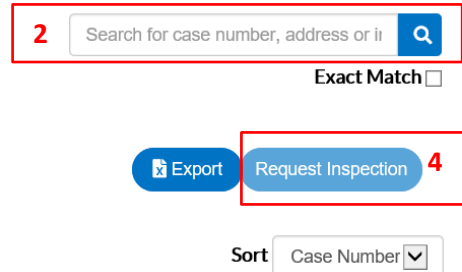 2 Search for case number, address or i
Exact Match
Export Request Inspection 4
Sort Case Number